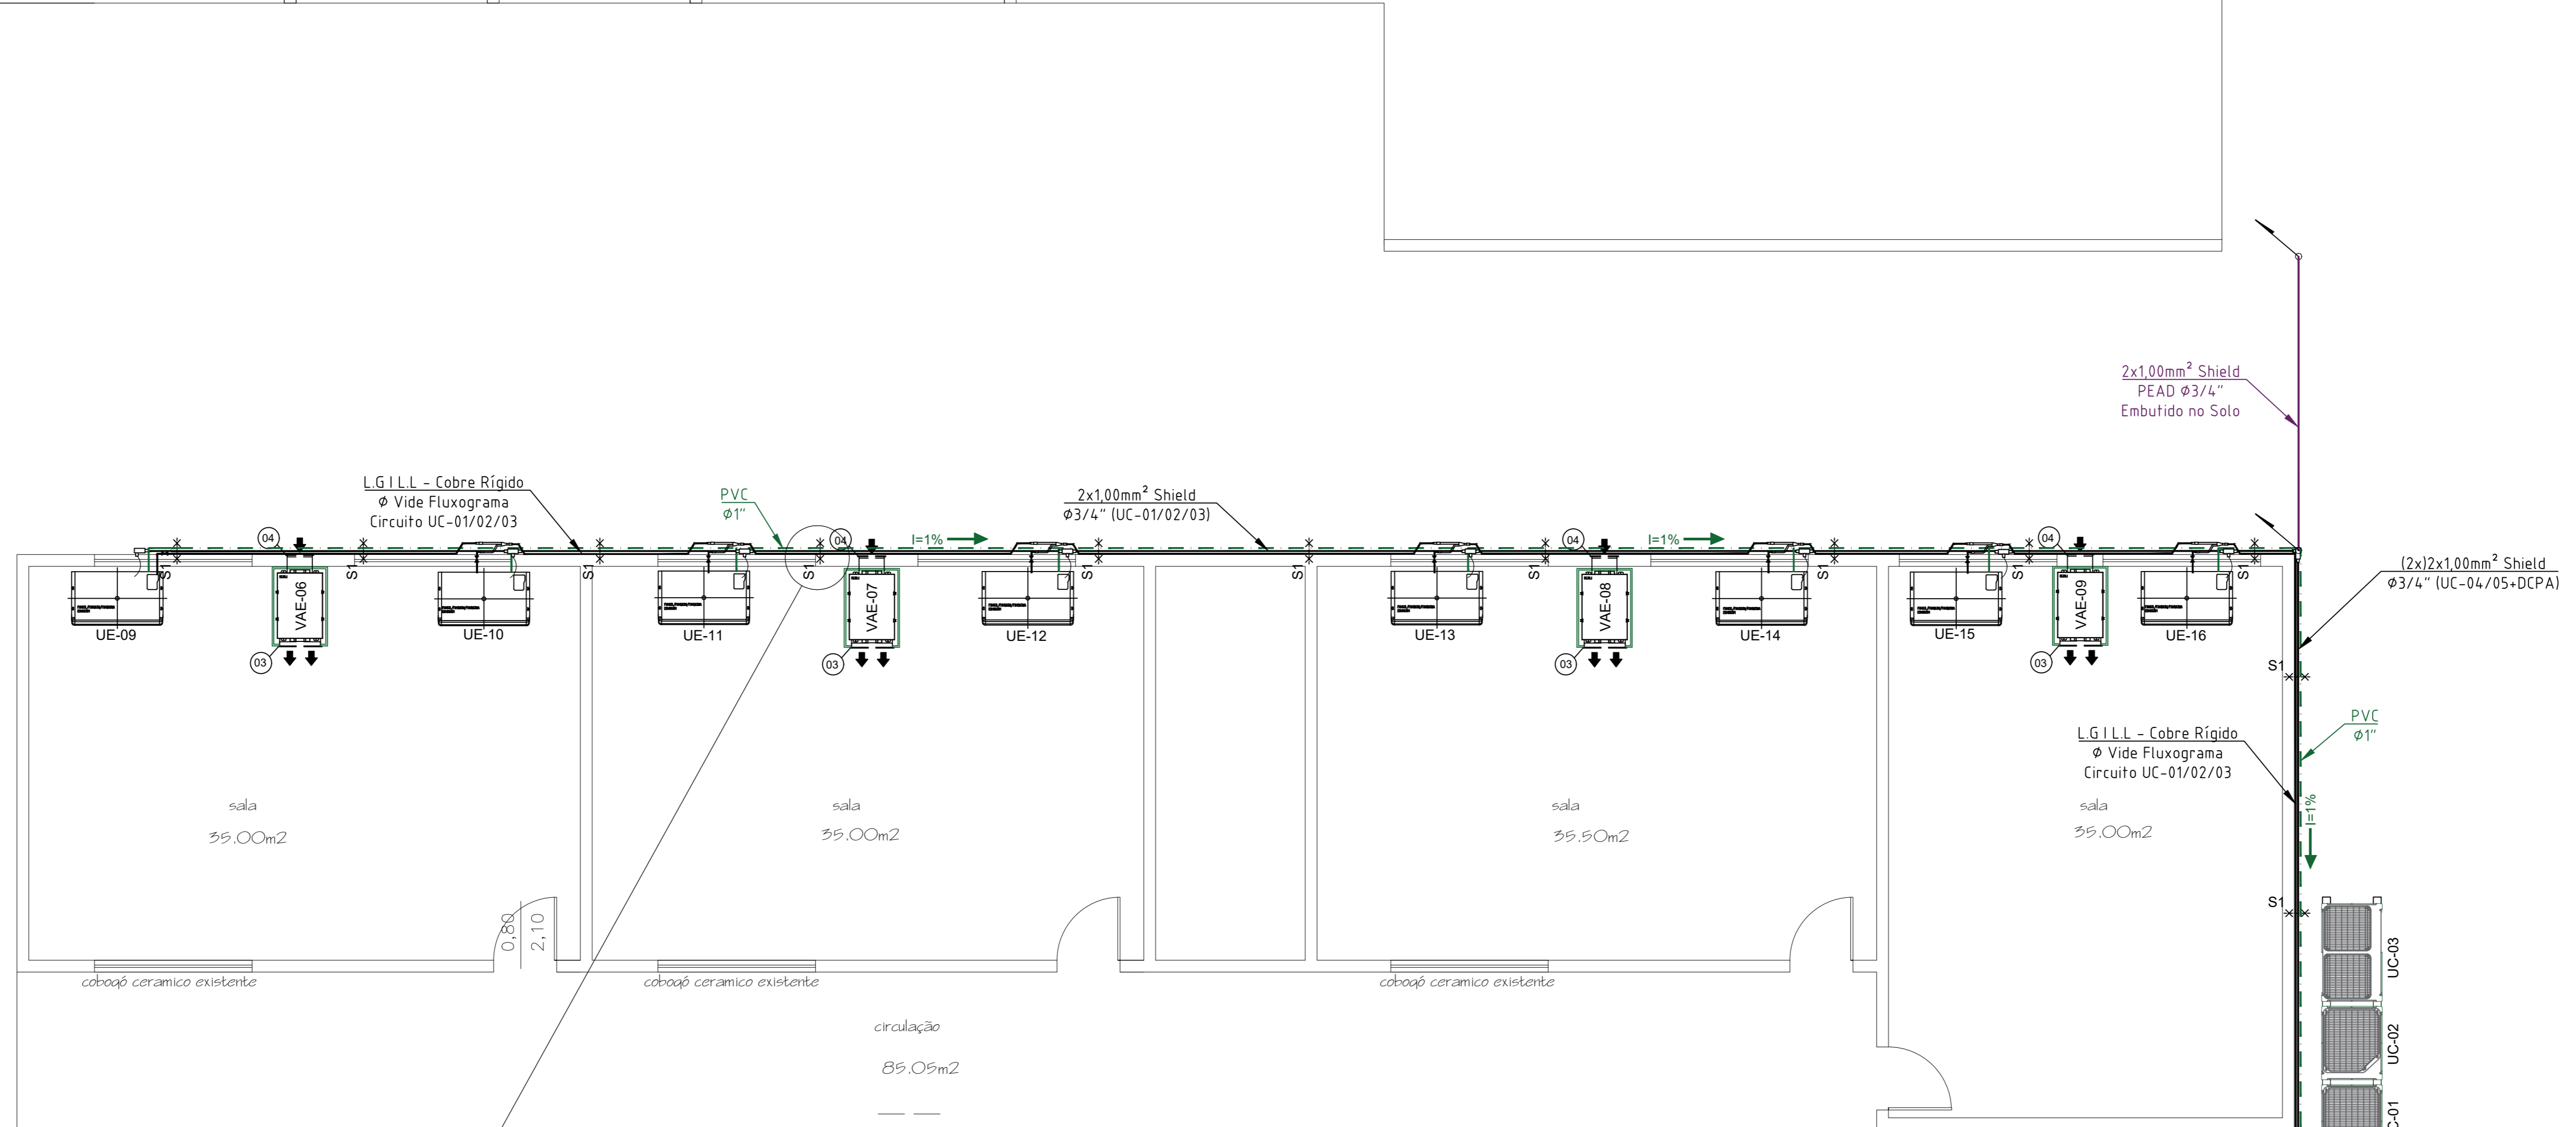 2x1,00mm² Shield
PEAD Ø3/4"
Embutido no Solo
L.G I L.L - Cobre Rígido
Ø Vide Fluxograma
Circuito UC-01/02/03
PVC
Ø1"
2x1,00mm² Shield
Ø3/4" (UC-01/02/03)
(2x)2x1,00mm² Shield
Ø3/4" (UC-04/05+DCPA)
04
04
I=1%
04
I=1%
04
S1
S1
S1
S1
S1
S1
S1
S1
S1
S1
S1
UE-09
VAE-06
UE-10
UE-11
VAE-07
UE-12
UE-13
VAE-08
UE-14
UE-15
VAE-09
UE-16
03
03
03
03
S1
PVC
Ø1"
L.G I L.L - Cobre Rígido
Ø Vide Fluxograma
Circuito UC-01/02/03
I=1%
sala
35.00m2
sala
35.00m2
sala
35.50m2
sala
35.00m2
S1
0,80
2,10
UC-03
UC-02
cobogó ceramico existente
cobogó ceramico existente
cobogó ceramico existente
circulação
85.05m2
C-01